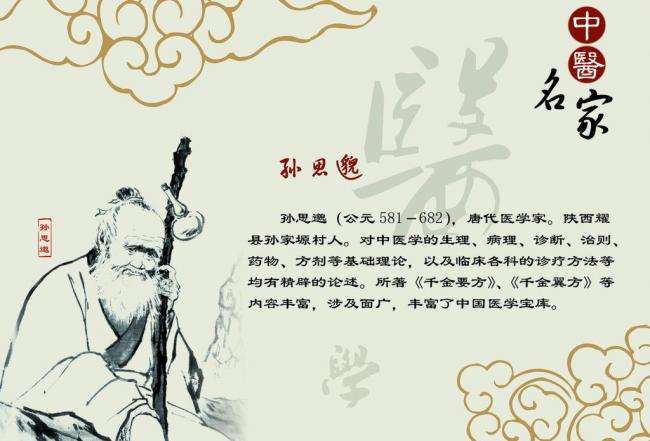 中
醫
名家
醫
孙思邈
孙思邈
孙思邈（公元 581－682），唐代医学家。陕西耀
县孙家塬村人。对中医学的生理、病理、诊断、治则、
药物、方剂等基础理论，以及临床各科的诊疗方法等
均有精辟的论述。所著《千金要方》、《千金翼方》等
内容丰富，涉及面广，丰富了中国医学宝库。
學